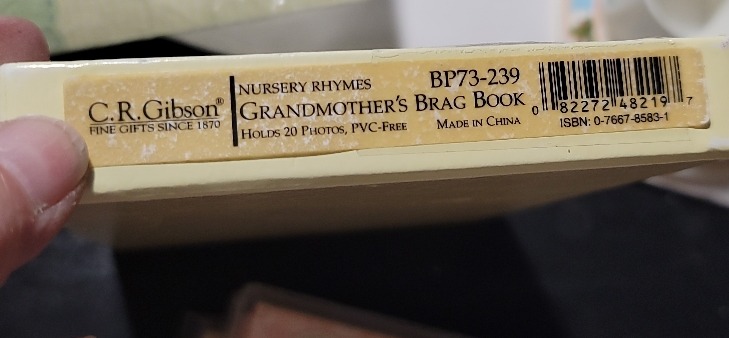 C.R.Gibson®
FINE GIFTS SINCE 1870
NURSERY RHYMES
BP73-239
GRANDMOTHER'S BRAG BOOK
HOLDS 20 PHOTOS, PVC-FREE
MADE IN CHINA
0 82272 48219 7
ISBN: 0-7667-8583-1